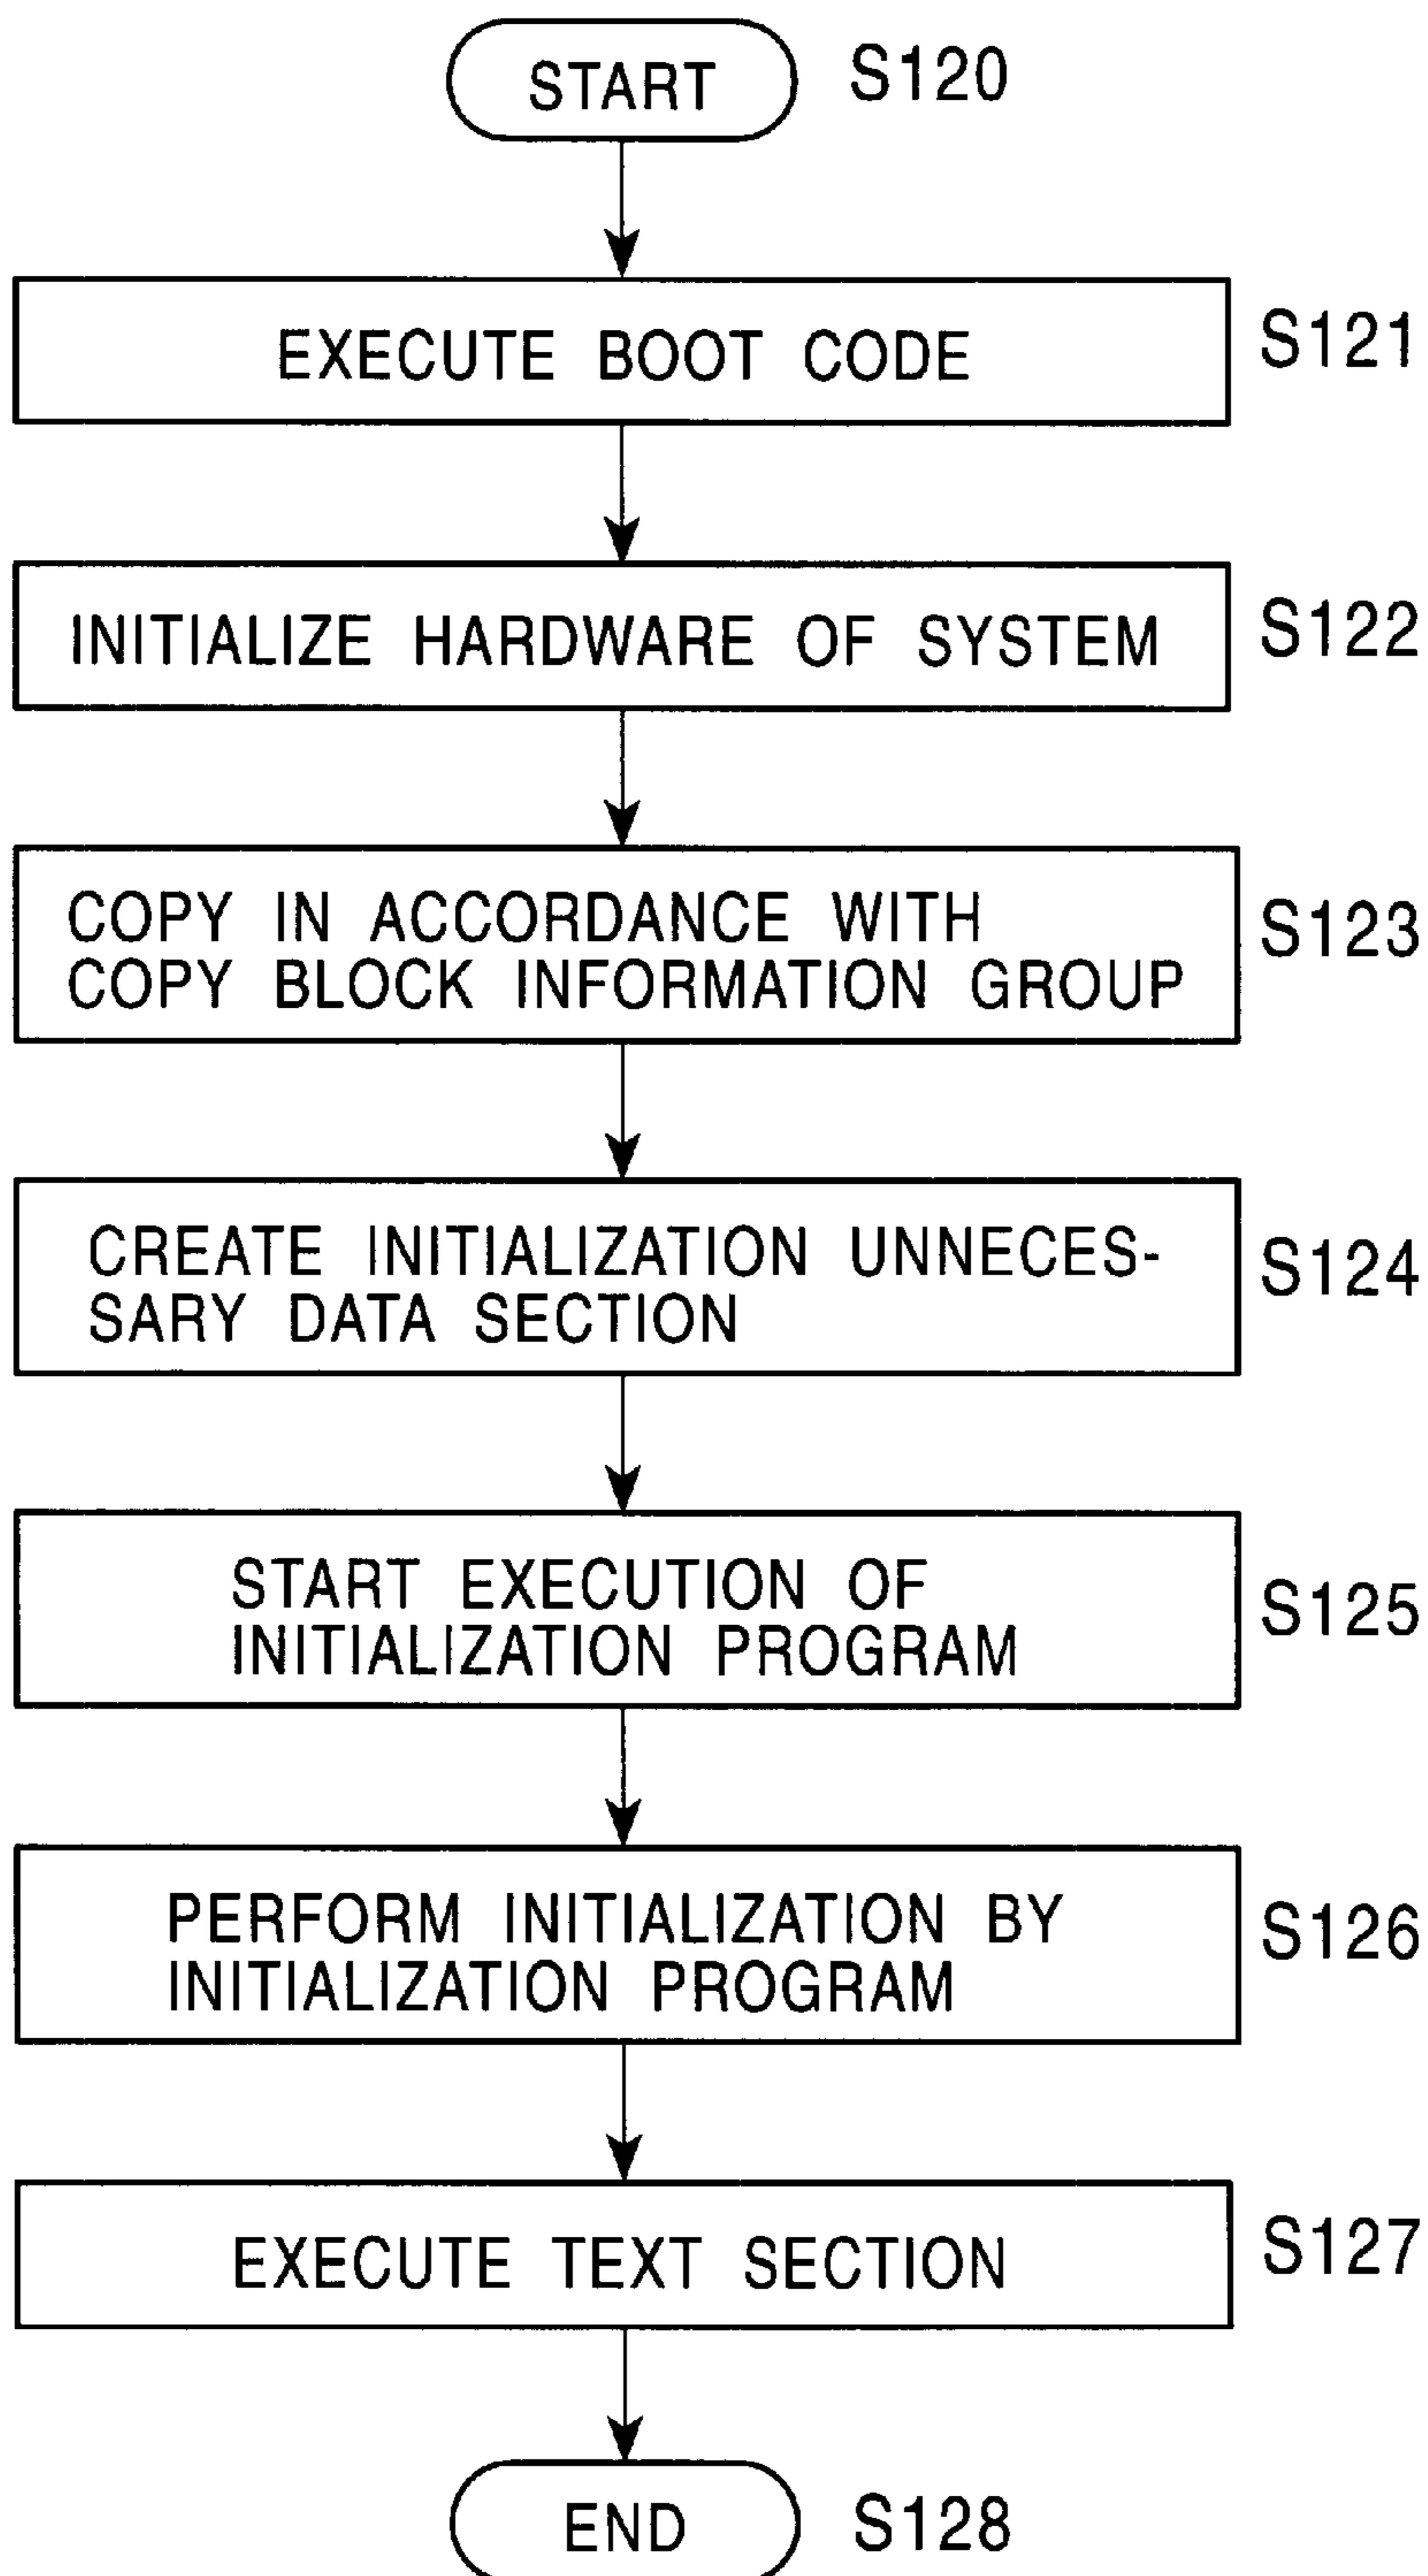 START S120
EXECUTE BOOT CODE S121
INITIALIZE HARDWARE OF SYSTEM S122
COPY IN ACCORDANCE WITH
COPY BLOCK INFORMATION GROUP S123
CREATE INITIALIZATION UNNECES-
SARY DATA SECTION S124
START EXECUTION OF
INITIALIZATION PROGRAM S125
PERFORM INITIALIZATION BY
INITIALIZATION PROGRAM S126
EXECUTE TEXT SECTION S127
END S128